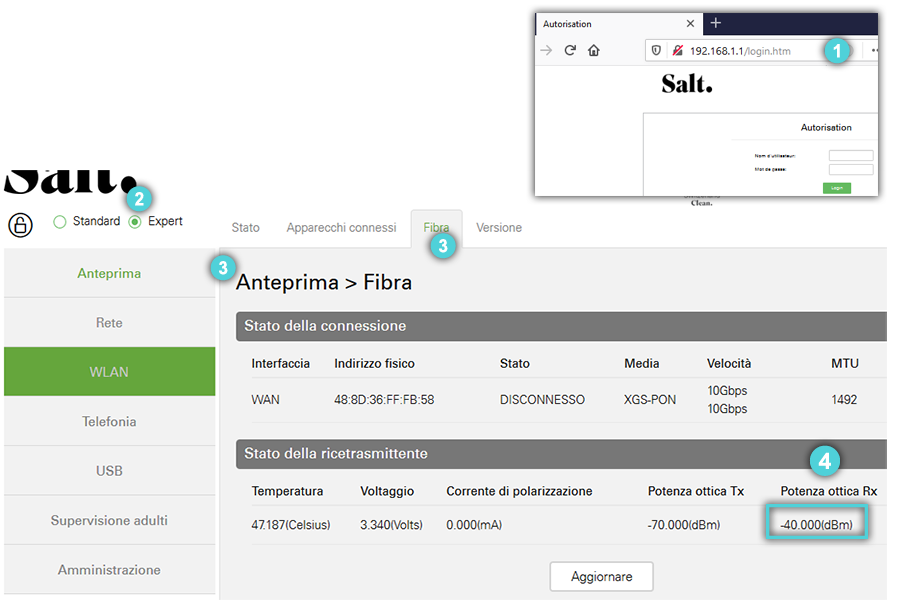 Autorisation
192.168.1.1/login.htm
1
Salt.
Autorisation
Nom d'utilisateur:
Mot de passe:
Login
Clean.
Salt.
2
Standard Expert
Stato Apparecchi connessi Fibra Versione
3
3
Anteprima
Rete
WLAN
Telefonia
USB
Supervisione adulti
Amministrazione
Anteprima > Fibra
Stato della connessione
Interfaccia Indirizzo fisico Stato Media Velocità MTU
WAN 48:8D:36:FF:FB:58 DISCONNESSO XGS-PON 10Gbps 1492
10Gbps
Stato della ricetrasmittente
4
Temperatura Voltaggio Corrente di polarizzazione Potenza ottica Tx Potenza ottica Rx
47.187(Celsius) 3.340(Volts) 0.000(mA) -70.000(dBm) -40.000(dBm)
Aggiornare